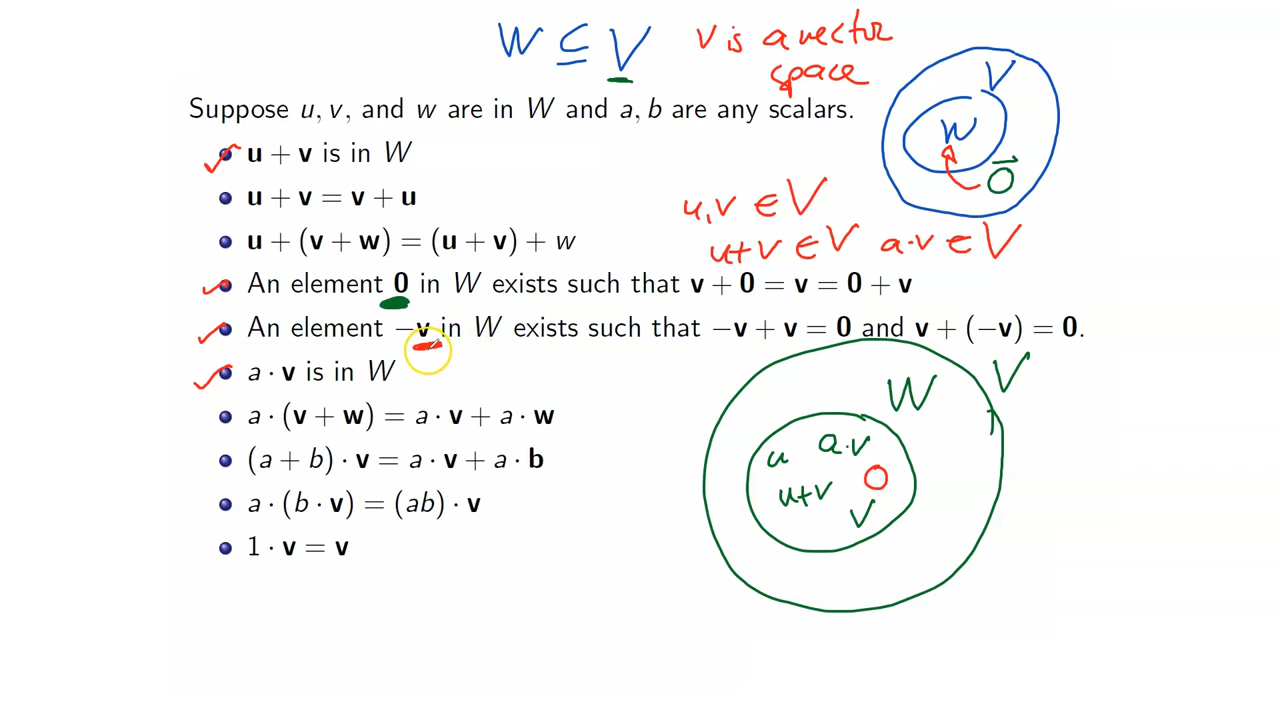 W ⊆ V V is a vector
space
Suppose u, v, and w are in W and a, b are any scalars.
u + v is in W
u + v = v + u
u + (v + w) = (u + v) + w
An element 0 in W exists such that v + 0 = v = 0 + v
An element −v in W exists such that −v + v = 0 and v + (−v) = 0.
a · v is in W
a · (v + w) = a · v + a · w
(a + b) · v = a · v + a · b
a · (b · v) = (ab) · v
1 · v = v
V
W
0⃗
u, v ∈ V
u+v ∈ V a·v ∈ V
W V
u a·v
u+v 0
v